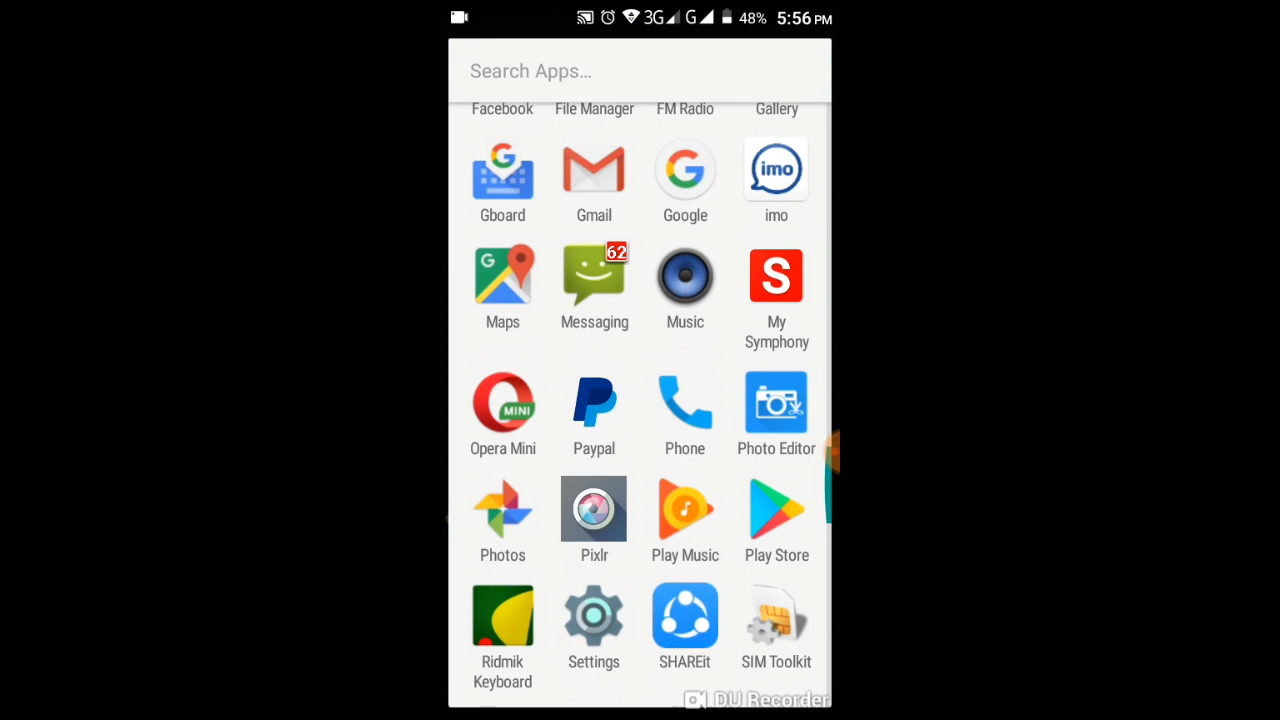 3G G 48% 5:56 PM
Search Apps...
Facebook File Manager FM Radio Gallery
G G G imo
Gboard Gmail Google imo
G 62 S
Maps Messaging Music My
Symphony
MINI
Opera Mini Paypal Phone Photo Editor
Photos Pixlr Play Music Play Store
Ridmik Settings SHAREit SIM Toolkit
Keyboard
DU Recorder